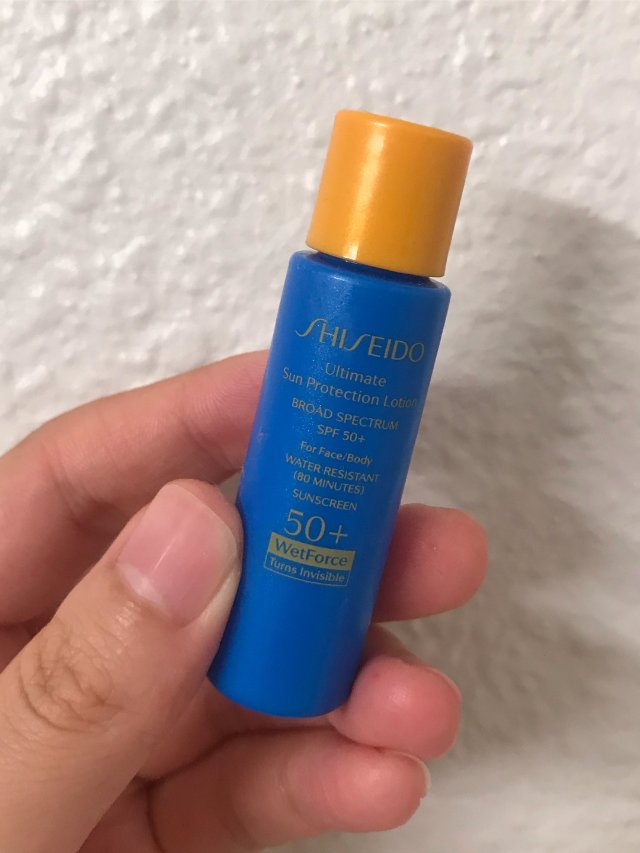 SHISEIDO
Ultimate
Sun Protection Lotion
BROAD SPECTRUM
SPF 50+
For Face/Body
WATER RESISTANT
(80 MINUTES)
SUNSCREEN
50+
WetForce
Turns Invisible